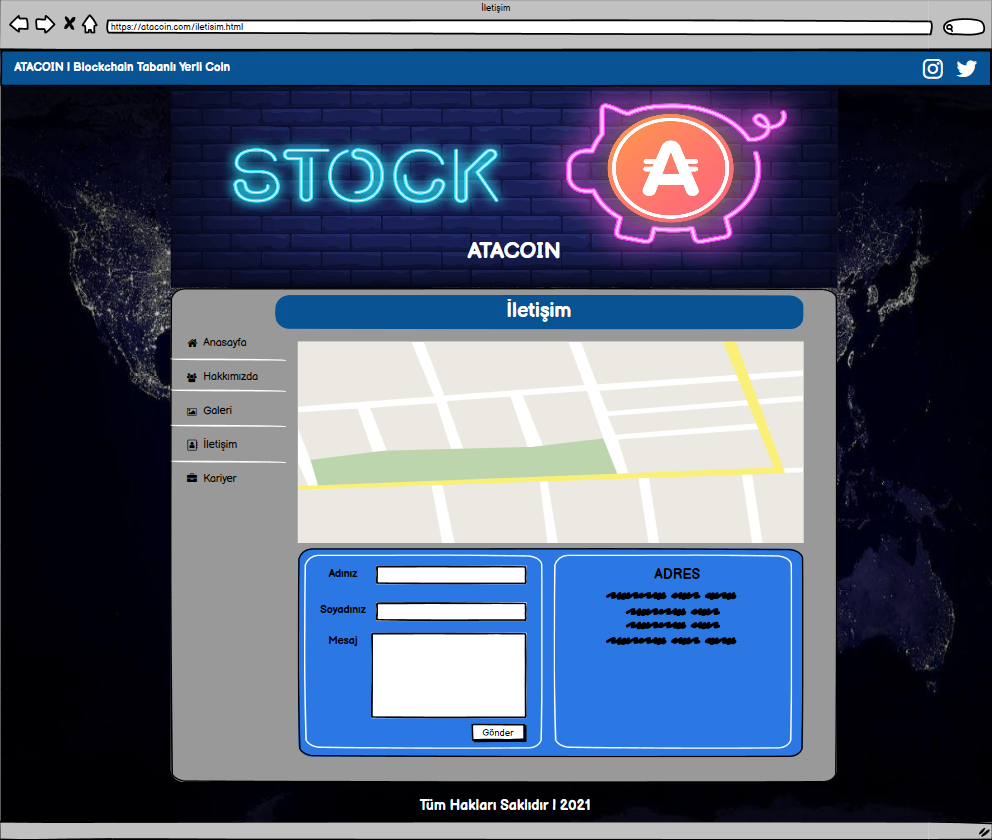 İletişim
https://atacoin.com/iletisim.html
ATACOIN | Blockchain Tabanlı Yerli Coin
STOCK
ATACOIN
İletişim
Anasayfa
Hakkımızda
Galeri
İletişim
Kariyer
Adınız
Soyadınız
Mesaj
Gönder
ADRES
Tüm Hakları Saklıdır | 2021